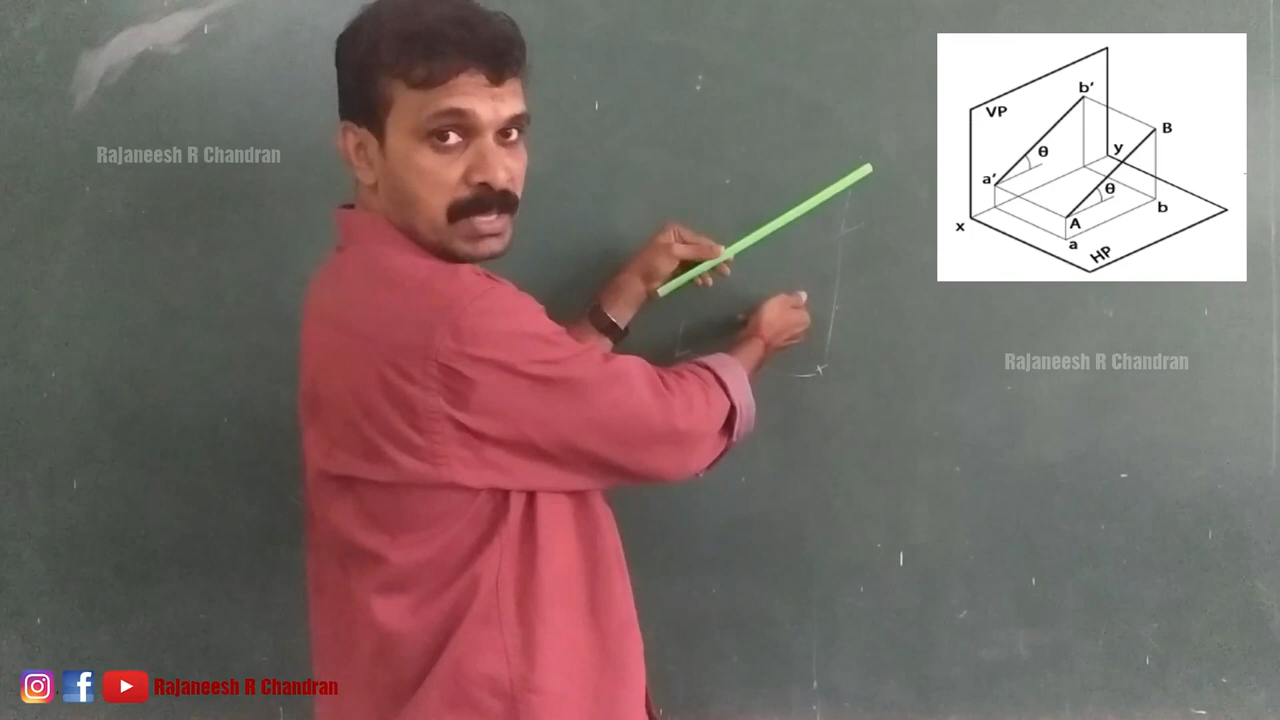 Rajaneesh R Chandran
VP
b'
B
θ
y
a'
θ
A
b
x
a
HP
Rajaneesh R Chandran
Rajaneesh R Chandran